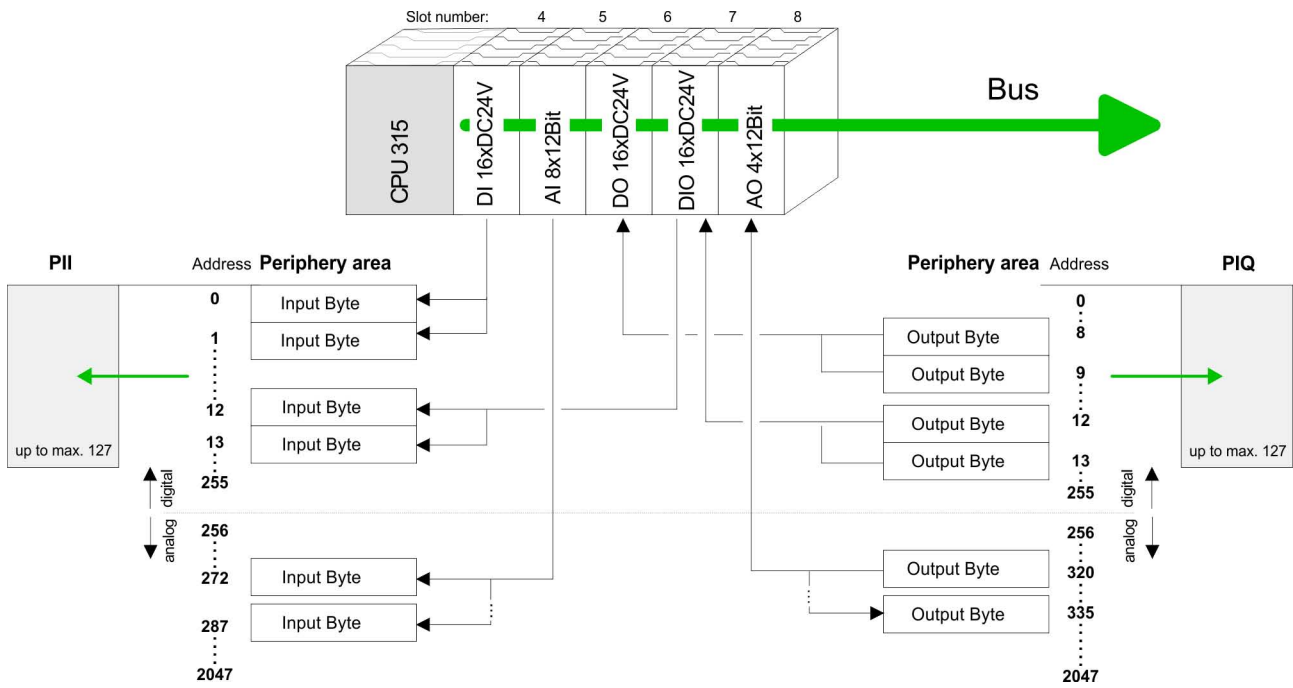 Slot number: 4 5 6 7 8
CPU 315
DI 16xDC24V
AI 8x12Bit
DO 16xDC24V
DIO 16xDC24V
AO 4x12Bit
Bus
PII
Address Periphery area
0 Input Byte
1 Input Byte
12 Input Byte
13 Input Byte
up to max. 127
255
digital
analog
256
272 Input Byte
287 Input Byte
2047
Periphery area Address
PIQ
0
Output Byte 8
Output Byte 9
Output Byte 12
Output Byte 13
up to max. 127
255
digital
analog
256
Output Byte 320
Output Byte 335
2047